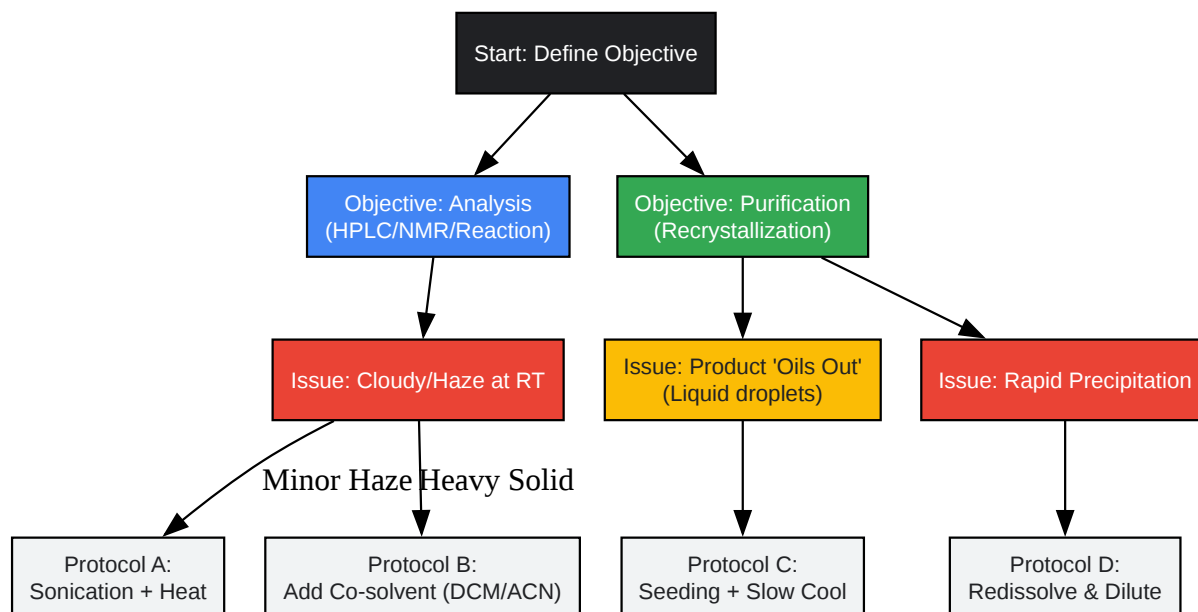 Start: Define Objective
Objective: Analysis
(HPLC/NMR/Reaction)
Objective: Purification
(Recrystallization)
Issue: Cloudy/Haze at RT
Issue: Product 'Oils Out'
(Liquid droplets)
Issue: Rapid Precipitation
Minor Haze
Heavy Solid
Protocol A:
Sonication + Heat
Protocol B:
Add Co-solvent (DCM/ACN)
Protocol C:
Seeding + Slow Cool
Protocol D:
Redissolve & Dilute